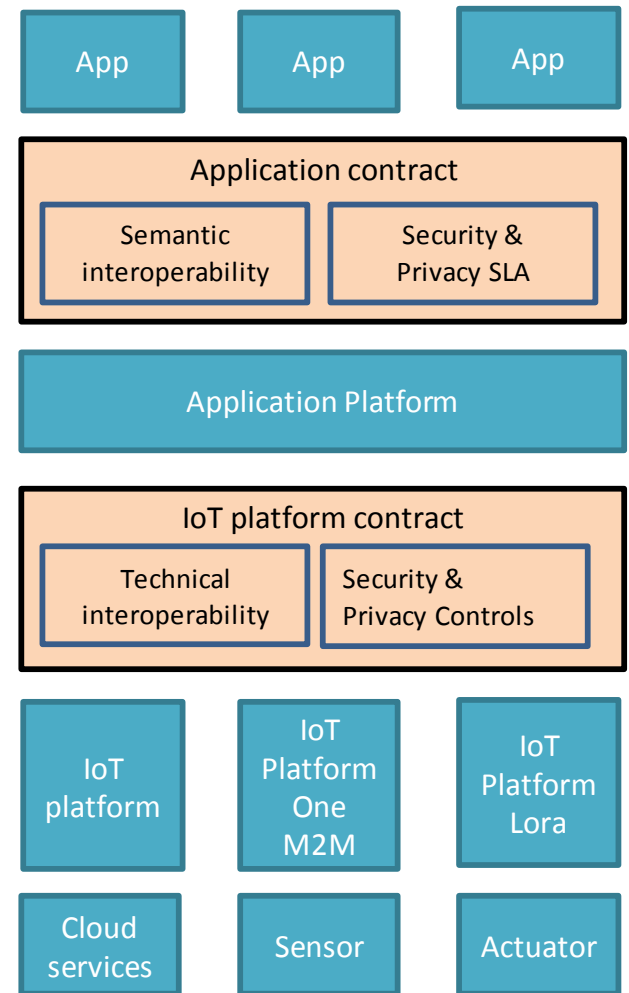 App
App
App
Application contract
Semantic
interoperability
Security &
Privacy SLA
Application Platform
IoT platform contract
Technical
interoperability
Security &
Privacy Controls
IoT
platform
IoT
Platform
One
M2M
IoT
Platform
Lora
Cloud
services
Sensor
Actuator